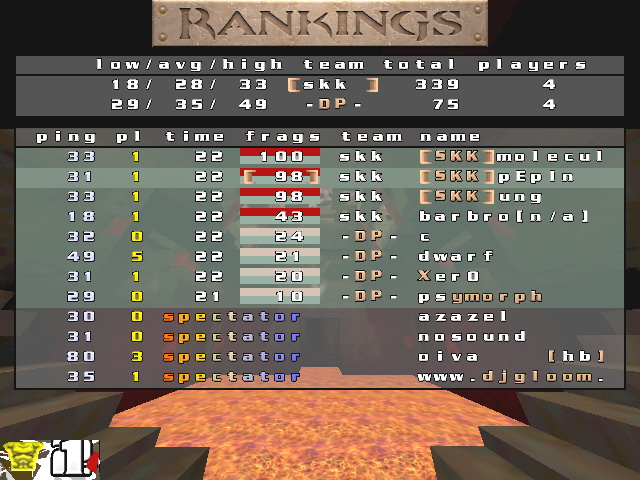 RANKINGS
low/avg/high team total players
18/ 28/ 33 [skk ] 339 4
29/ 35/ 49 -DP- 75 4
ping pl time frags team name
33 1 22 100 skk [SKK]molecul
31 1 22 [ 98] skk [SKK]pEpIn
33 1 22 98 skk [SKK]ung
18 1 22 43 skk barbro[n/a]
32 0 22 24 -DP- c
49 5 22 21 -DP- dwarf
31 1 22 20 -DP- Xer0
29 0 21 10 -DP- psymorph
30 0 spectator azazel
31 0 spectator nosound
80 3 spectator oiva [hb]
35 1 spectator www.djgloom.